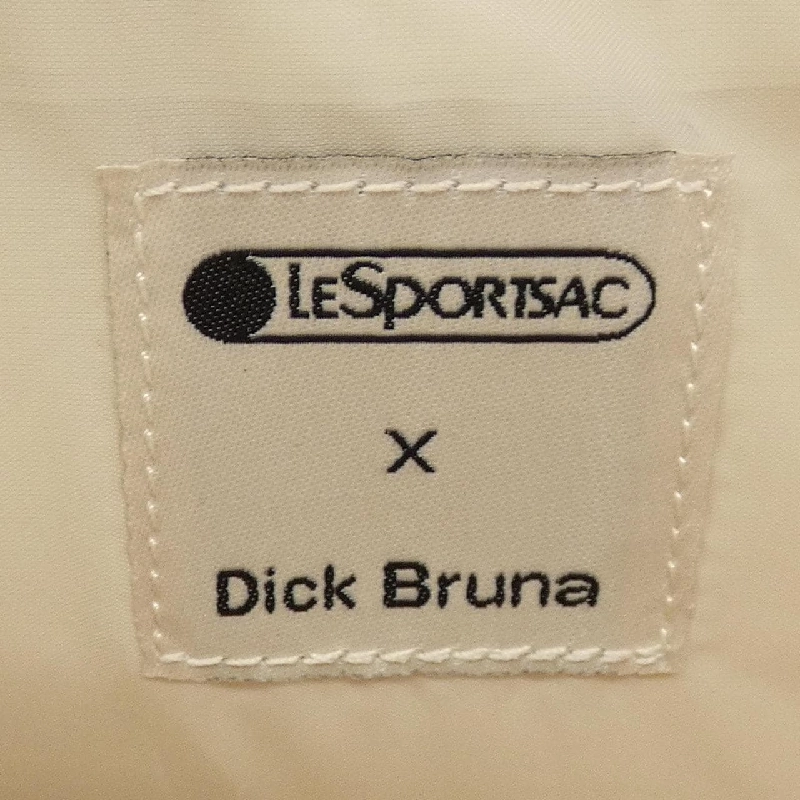 LESPORTSAC
X
Dick Bruna